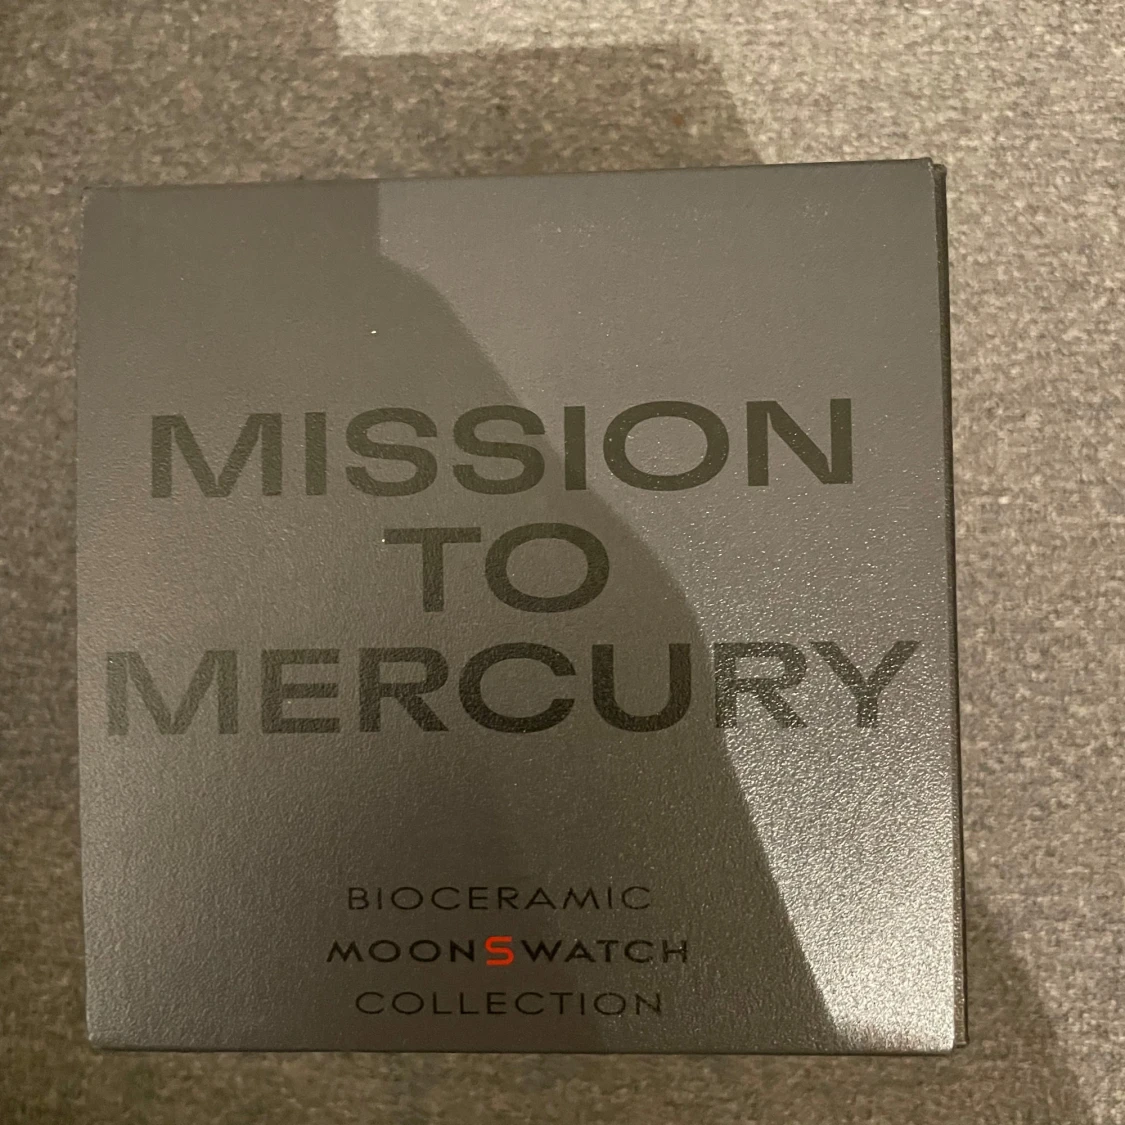 MISSION
TO
MERCURY
BIOCERAMIC
MOONSWATCH
COLLECTION